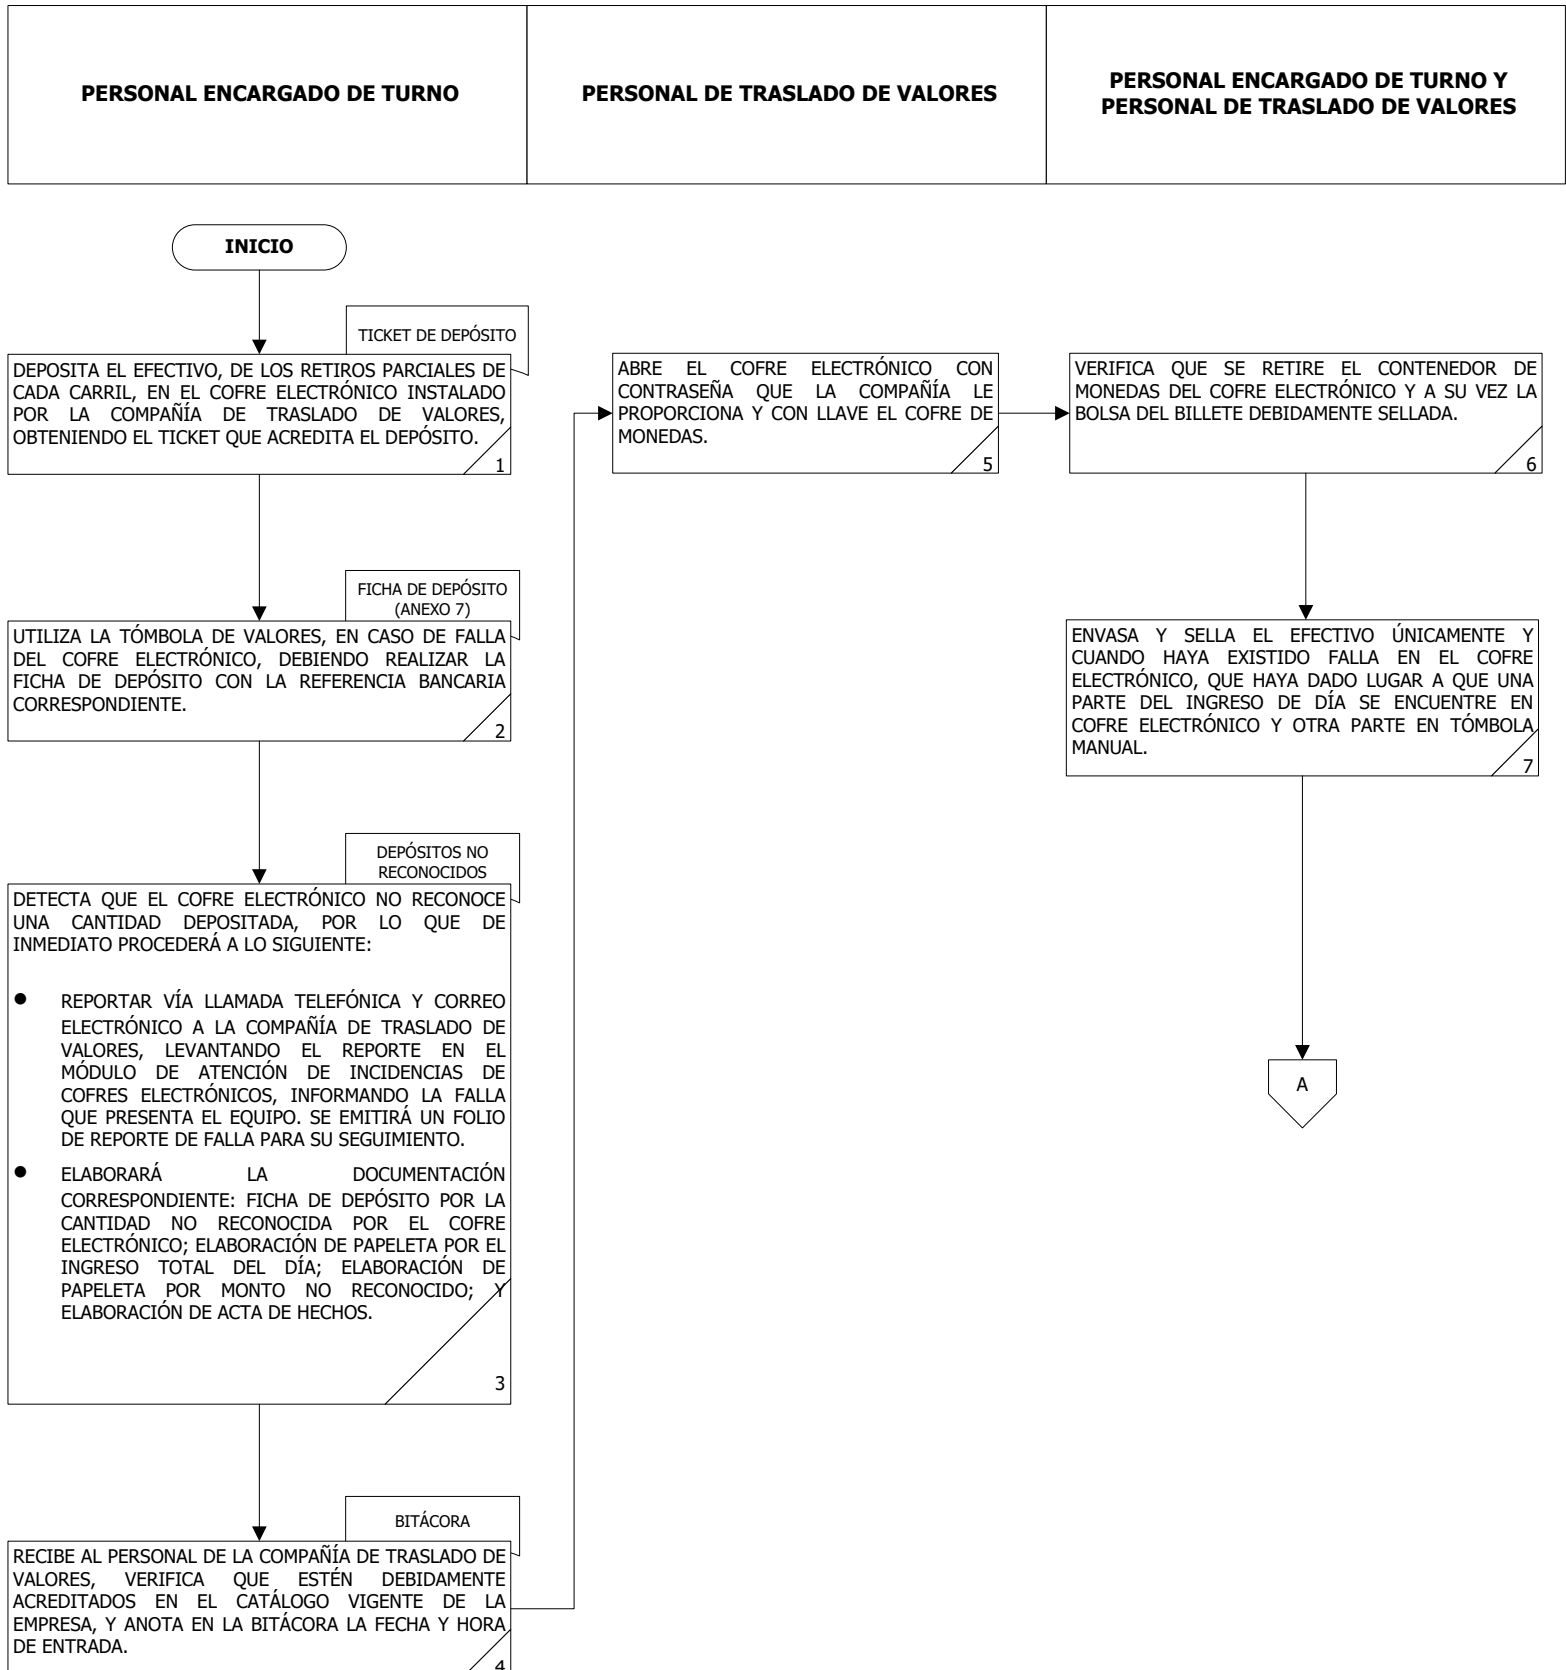 PERSONAL ENCARGADO DE TURNO
PERSONAL DE TRASLADO DE VALORES
PERSONAL ENCARGADO DE TURNO Y
PERSONAL DE TRASLADO DE VALORES
INICIO
TICKET DE DEPÓSITO
DEPOSITA EL EFECTIVO, DE LOS RETIROS PARCIALES DE
CADA CARRIL, EN EL COFRE ELECTRÓNICO INSTALADO
POR LA COMPAÑÍA DE TRASLADO DE VALORES,
OBTENIENDO EL TICKET QUE ACREDITA EL DEPÓSITO.
1
FICHA DE DEPÓSITO
(ANEXO 7)
UTILIZA LA TÓMBOLA DE VALORES, EN CASO DE FALLA
DEL COFRE ELECTRÓNICO, DEBIENDO REALIZAR LA
FICHA DE DEPÓSITO CON LA REFERENCIA BANCARIA
CORRESPONDIENTE.
2
DEPÓSITOS NO
RECONOCIDOS
DETECTA QUE EL COFRE ELECTRÓNICO NO RECONOCE
UNA CANTIDAD DEPOSITADA, POR LO QUE DE
INMEDIATO PROCEDERÁ A LO SIGUIENTE:
● REPORTAR VÍA LLAMADA TELEFÓNICA Y CORREO
ELECTRÓNICO A LA COMPAÑÍA DE TRASLADO DE
VALORES, LEVANTANDO EL REPORTE EN EL
MÓDULO DE ATENCIÓN DE INCIDENCIAS DE
COFRES ELECTRÓNICOS, INFORMANDO LA FALLA
QUE PRESENTA EL EQUIPO. SE EMITIRÁ UN FOLIO
DE REPORTE DE FALLA PARA SU SEGUIMIENTO.
● ELABORARÁ LA DOCUMENTACIÓN
CORRESPONDIENTE: FICHA DE DEPÓSITO POR LA
CANTIDAD NO RECONOCIDA POR EL COFRE
ELECTRÓNICO; ELABORACIÓN DE PAPELETA POR EL
INGRESO TOTAL DEL DÍA; ELABORACIÓN DE
PAPELETA POR MONTO NO RECONOCIDO; Y
ELABORACIÓN DE ACTA DE HECHOS.
3
BITÁCORA
RECIBE AL PERSONAL DE LA COMPAÑÍA DE TRASLADO DE
VALORES, VERIFICA QUE ESTÉN DEBIDAMENTE
ACREDITADOS EN EL CATÁLOGO VIGENTE DE LA
EMPRESA, Y ANOTA EN LA BITÁCORA LA FECHA Y HORA
DE ENTRADA.
4
ABRE EL COFRE ELECTRÓNICO CON
CONTRASEÑA QUE LA COMPAÑÍA LE
PROPORCIONA Y CON LLAVE EL COFRE DE
MONEDAS.
5
VERIFICA QUE SE RETIRE EL CONTENEDOR DE
MONEDAS DEL COFRE ELECTRÓNICO Y A SU VEZ LA
BOLSA DEL BILLETE DEBIDAMENTE SELLADA.
6
ENVASA Y SELLA EL EFECTIVO ÚNICAMENTE Y
CUANDO HAYA EXISTIDO FALLA EN EL COFRE
ELECTRÓNICO, QUE HAYA DADO LUGAR A QUE UNA
PARTE DEL INGRESO DE DÍA SE ENCUENTRE EN
COFRE ELECTRÓNICO Y OTRA PARTE EN TÓMBOLA
MANUAL.
7
A